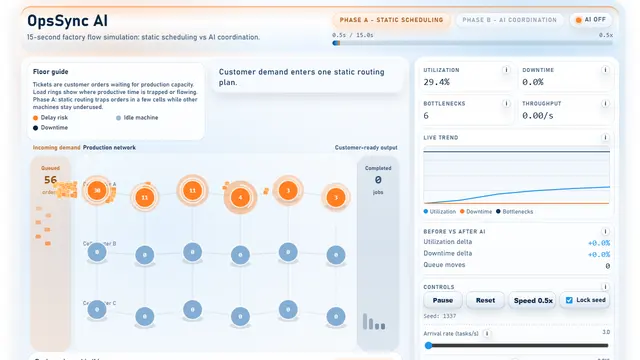 OpsSync AI
15-second factory flow simulation: static scheduling vs AI coordination.
PHASE A - STATIC SCHEDULING
PHASE B - AI COORDINATION
AI OFF
0.5s / 15.0s
0.5x
Floor guide
Tickets are customer orders waiting for production capacity.
Load rings show where productive time is trapped or flowing.
Phase A: static routing traps orders in a few cells while other
machines stay underused.
Delay risk
Idle machine
Downtime
Customer demand enters one static routing
plan.
Incoming demand
Production network
Customer-ready output
Queued
56
Completed
0
jobs
30
13
11
4
3
3
0
0
0
0
0
0
0
0
0
0
0
0
UTILIZATION
i
29.4%
DOWNTIME
i
0.0%
BOTTLENECKS
i
6
THROUGHPUT
i
0.00/s
LIVE TREND
i
Utilization
Downtime
Bottlenecks
BEFORE VS AFTER AI
i
Utilization delta
+0.0%
Downtime delta
+0.0%
Queue moves
0
CONTROLS
i
Pause
Reset
Speed 0.5x
Lock seed
Seed: 1337
Arrival rate (tasks/s)
i
3.0